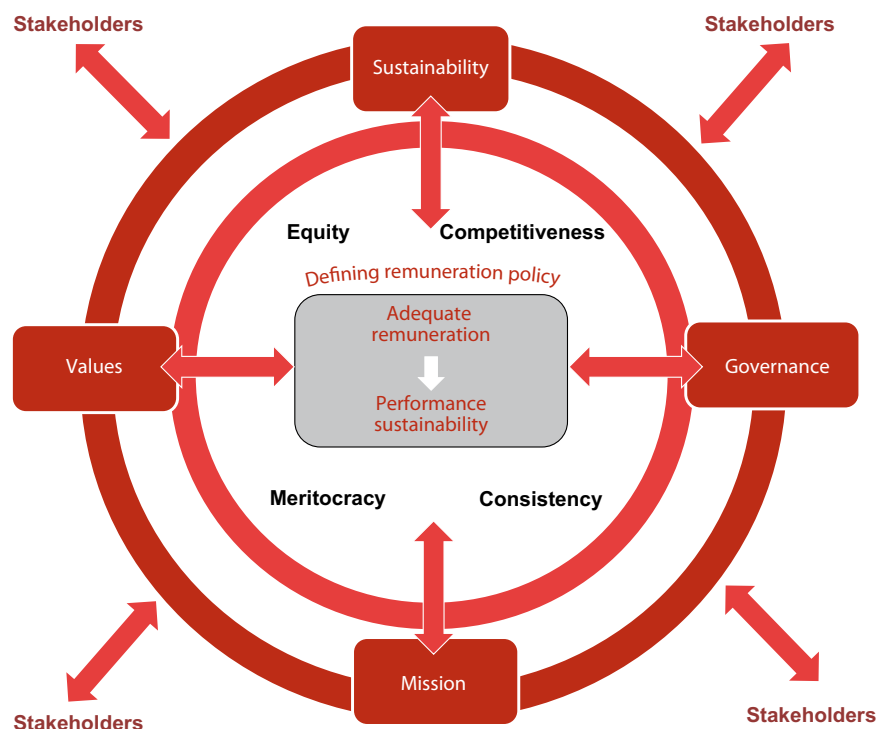 Stakeholders
Stakeholders
Sustainability
Equity
Competitiveness
Defining remuneration policy
Adequate
remuneration
Values
Governance
Performance
sustainability
Meritocracy
Consistency
Mission
Stakeholders
Stakeholders